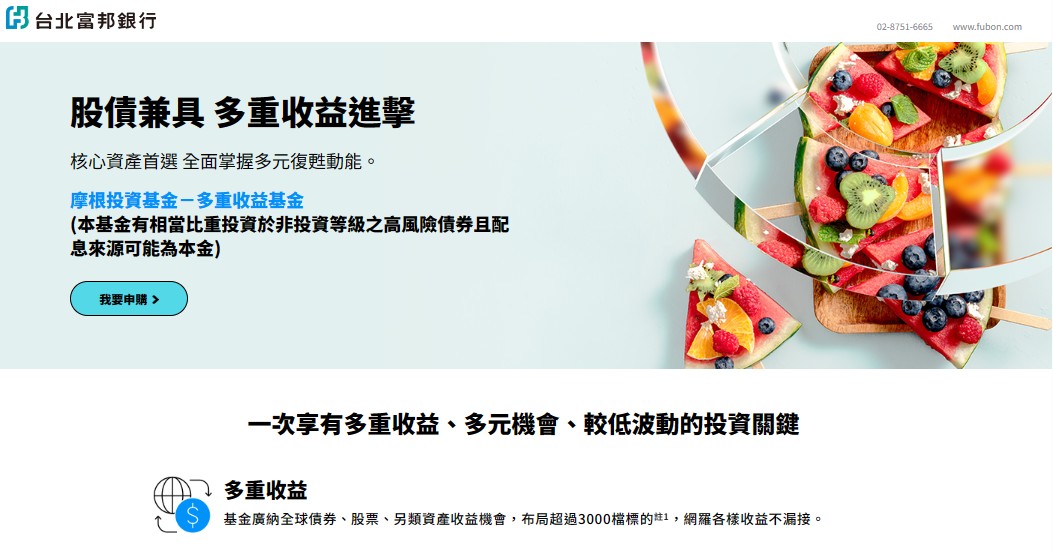 台北富邦銀行
02-8751-6665 www.fubon.com
股債兼具 多重收益進擊
核心資產首選 全面掌握多元復甦動能。
摩根投資基金－多重收益基金
(本基金有相當比重投資於非投資等級之高風險債券且配
息來源可能為本金)
我要申購 >
一次享有多重收益、多元機會、較低波動的投資關鍵
多重收益
基金廣納全球債券、股票、另類資產收益機會，布局超過3000檔標的註1，網羅各樣收益不漏接。